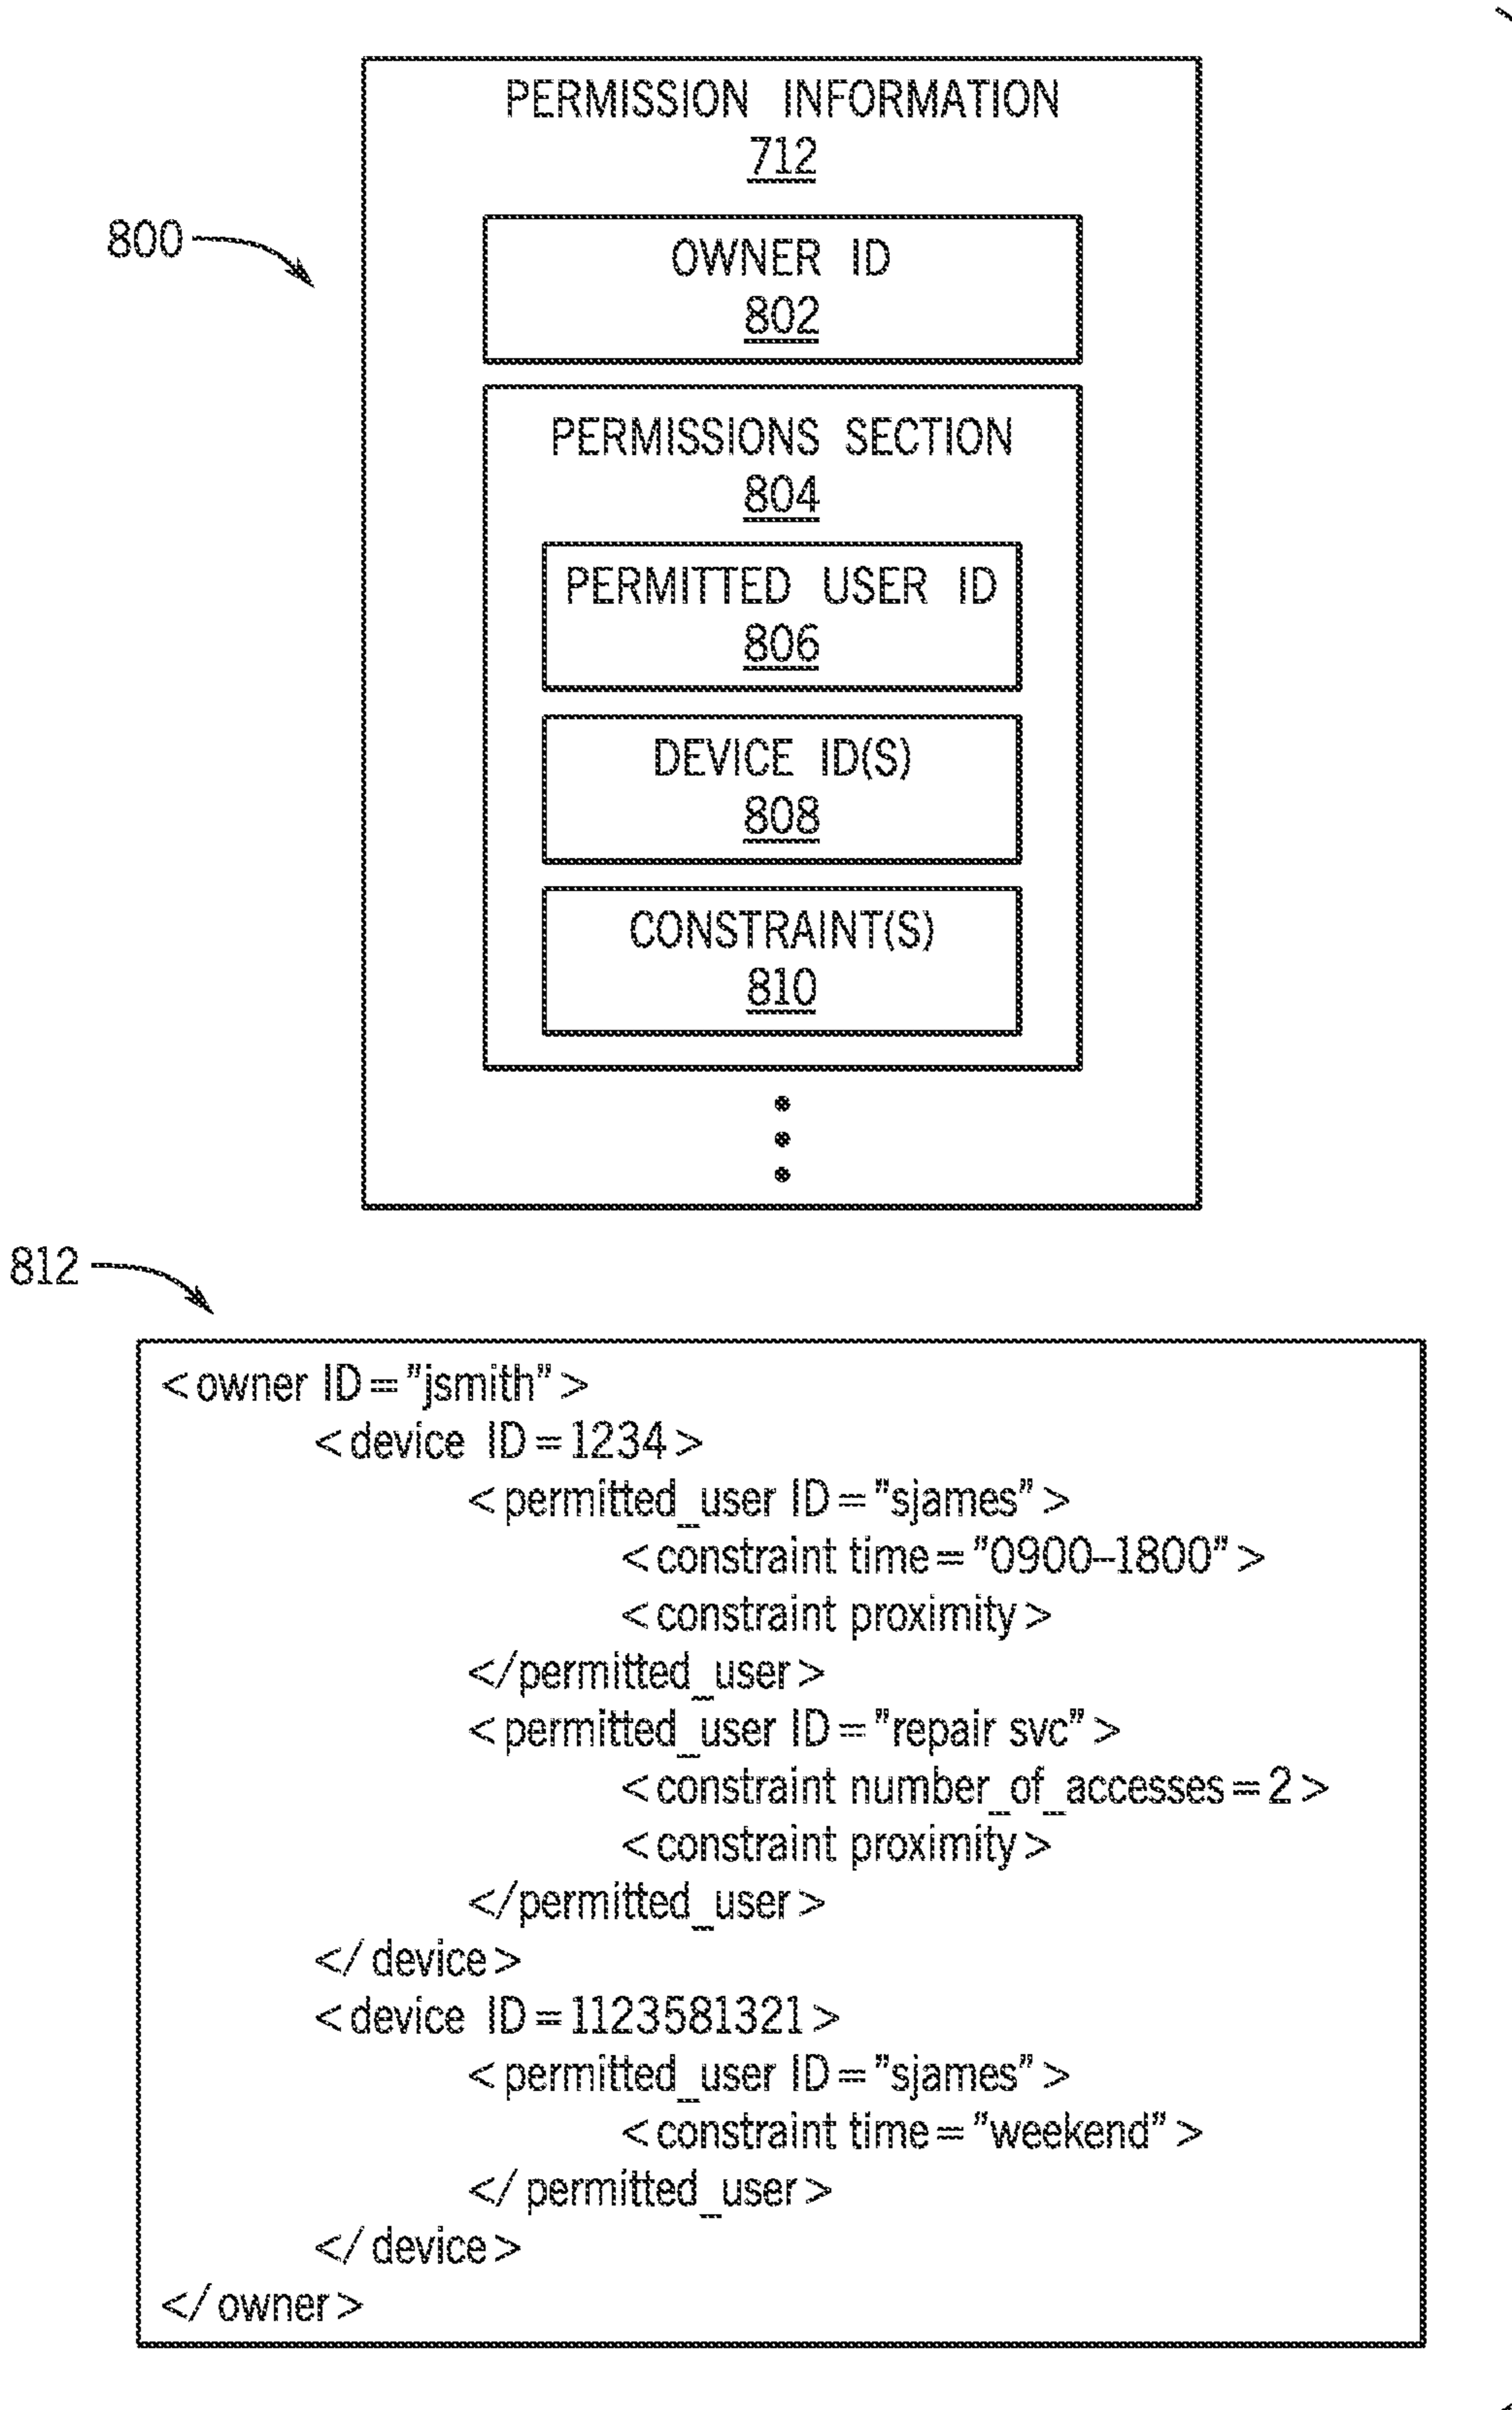 PERMISSION INFORMATION
712
800
OWNER ID
802
PERMISSIONS SECTION
804
PERMITTED USER ID
806
DEVICE ID(S)
808
CONSTRAINT(S)
810
812
<owner ID="jsmith">
<device ID=1234>
<permitted_user ID="sjames">
<constraint time="0900–1800">
<constraint proximity>
</permitted_user>
<permitted_user ID="repair svc">
<constraint number_of_accesses=2>
<constraint proximity>
</permitted_user>
</device>
<device ID=1123581321>
<permitted_user ID="sjames">
<constraint time="weekend">
</permitted_user>
</device>
</owner>